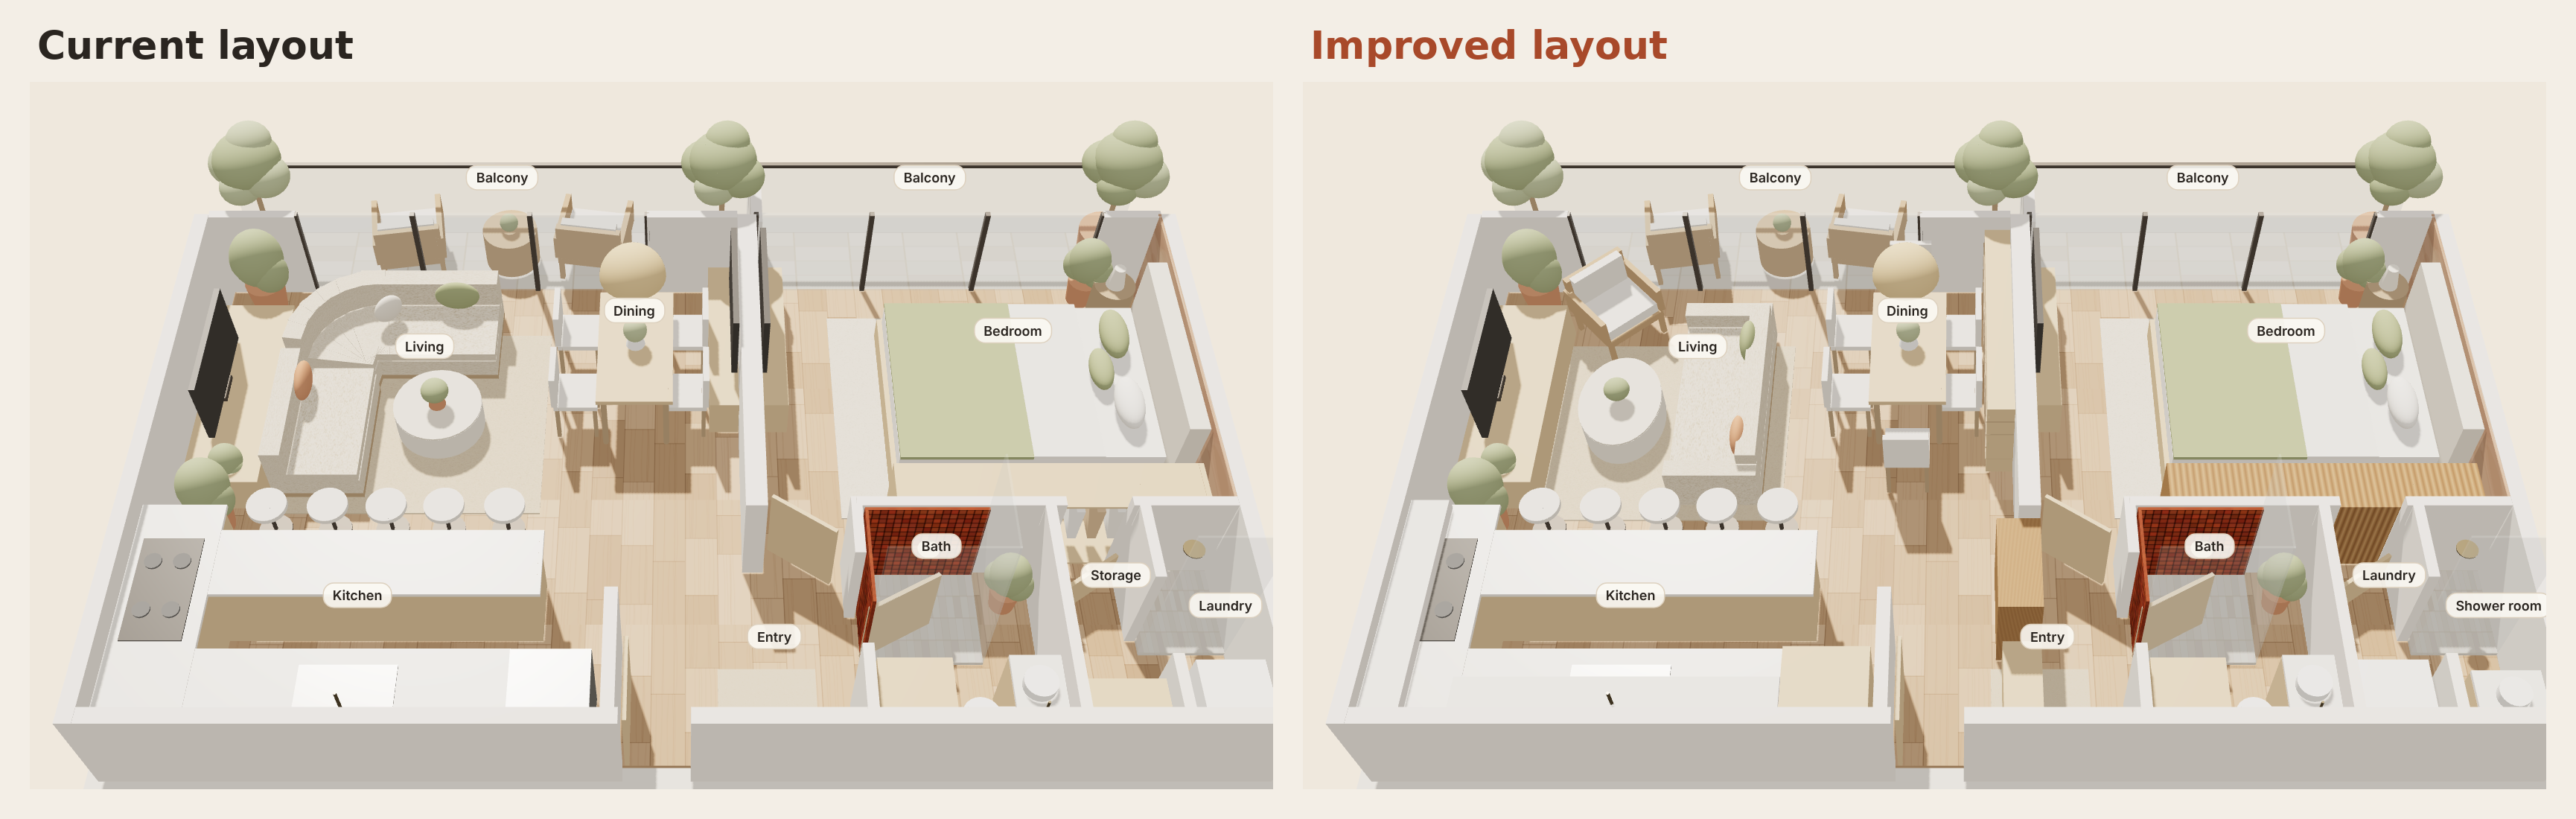 Current layout
Balcony
Balcony
Dining
Bedroom
Living
Bath
Storage
Kitchen
Laundry
Entry
Improved layout
Balcony
Balcony
Dining
Bedroom
Living
Bath
Laundry
Kitchen
Shower room
Entry